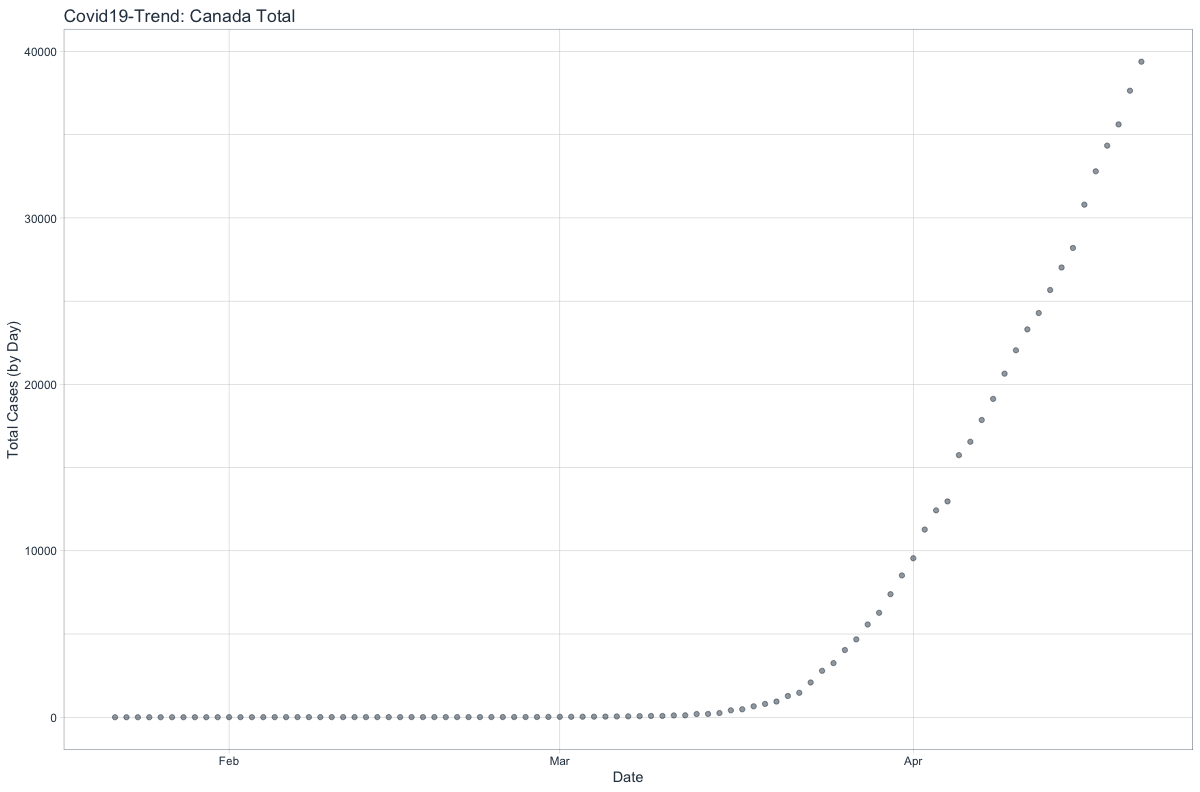 Covid19-Trend: Canada Total
40000
30000
20000
10000
0
Total Cases (by Day)
Feb
Mar
Apr
Date